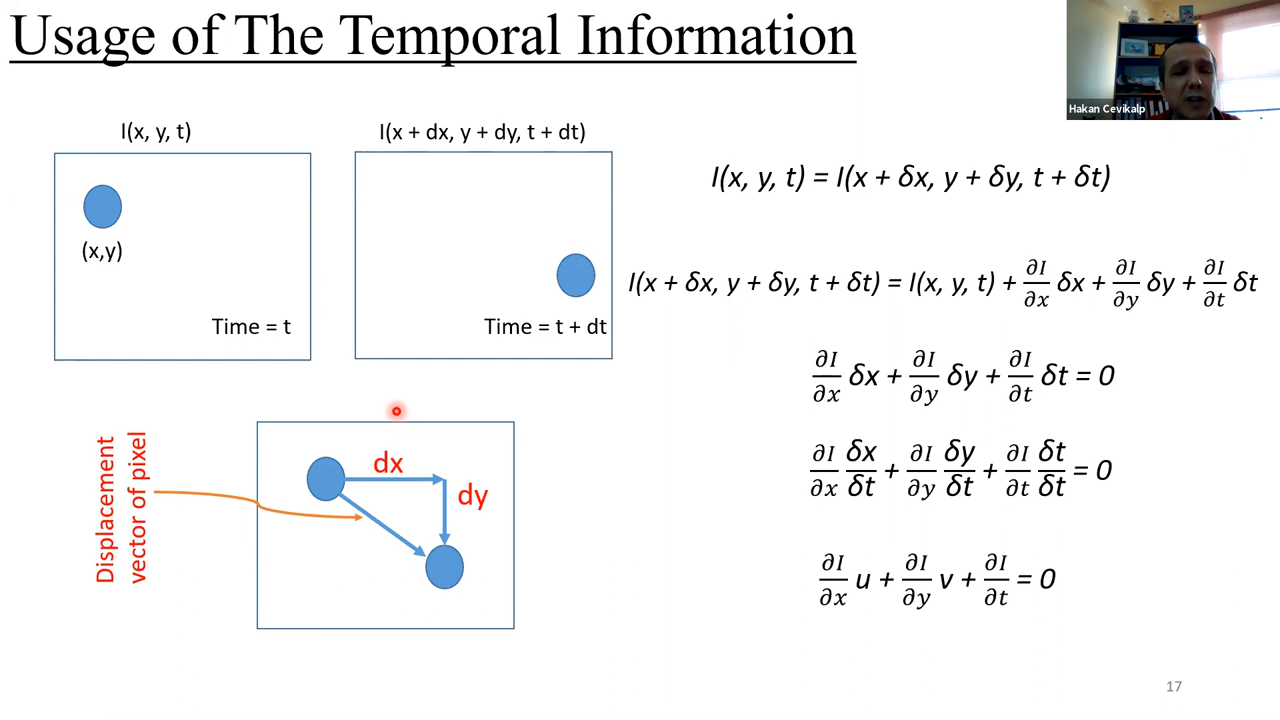 Usage of The Temporal Information
Hakan Cevikalp
I(x, y, t)
(x,y)
Time = t
I(x + dx, y + dy, t + dt)
Time = t + dt
Displacement
vector of pixel
dx
dy
I(x, y, t) = I(x + δx, y + δy, t + δt)
I(x + δx, y + δy, t + δt) = I(x, y, t) + ∂I/∂x δx + ∂I/∂y δy + ∂I/∂t δt
∂I/∂x δx + ∂I/∂y δy + ∂I/∂t δt = 0
∂I/∂x δx/δt + ∂I/∂y δy/δt + ∂I/∂t δt/δt = 0
∂I/∂x u + ∂I/∂y v + ∂I/∂t = 0
17